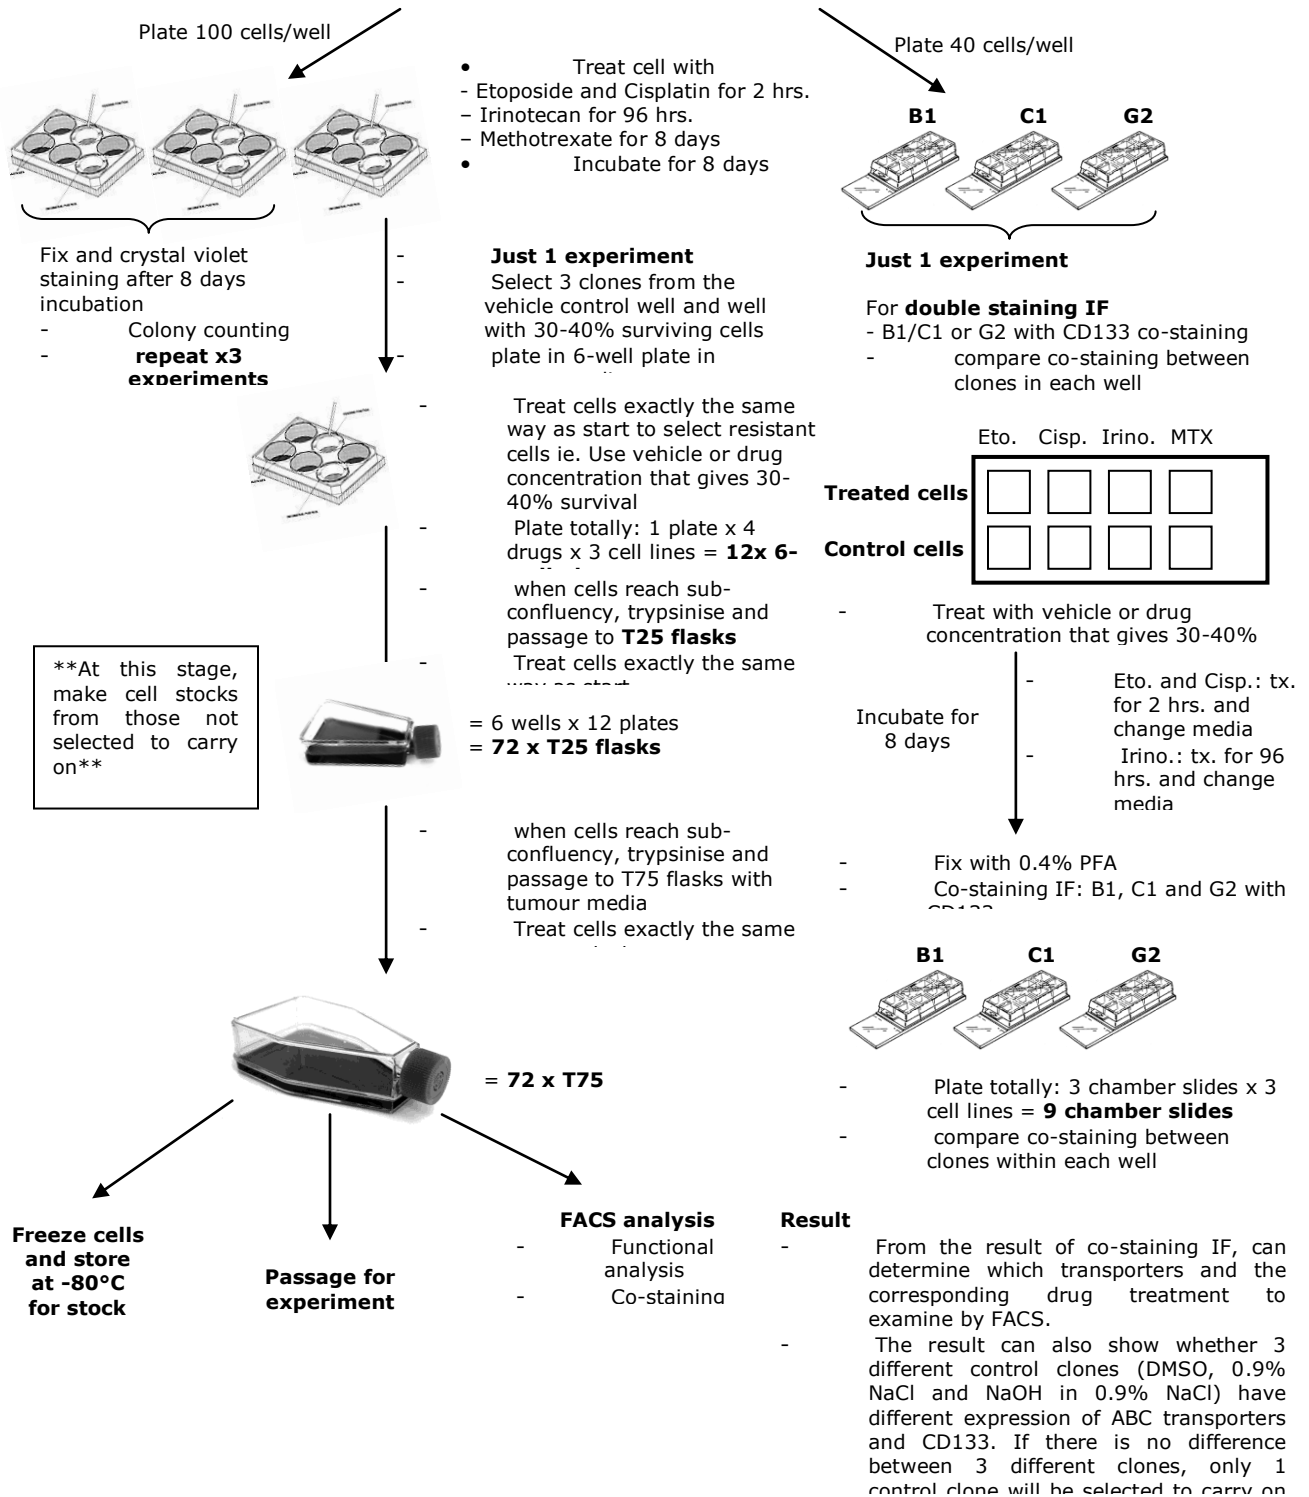 Plate 100 cells/well
• Treat cell with
- Etoposide and Cisplatin for 2 hrs.
– Irinotecan for 96 hrs.
– Methotrexate for 8 days
• Incubate for 8 days
Fix and crystal violet
staining after 8 days
incubation
- Colony counting
- repeat x3
experiments
- Just 1 experiment
- Select 3 clones from the
vehicle control well and well
with 30-40% surviving cells
- plate in 6-well plate in
- Treat cells exactly the same
way as start to select resistant
cells ie. Use vehicle or drug
concentration that gives 30-
40% survival
- Plate totally: 1 plate x 4
drugs x 3 cell lines = 12x 6-
- when cells reach sub-
confluency, trypsinise and
passage to T25 flasks
- Treat cells exactly the same
way as start
**At this stage,
make cell stocks
from those not
selected to carry
on**
= 6 wells x 12 plates
= 72 x T25 flasks
- when cells reach sub-
confluency, trypsinise and
passage to T75 flasks with
tumour media
- Treat cells exactly the same
= 72 x T75
Freeze cells
and store
at -80°C
for stock
Passage for
experiment
FACS analysis
- Functional
analysis
- Co-staining
Plate 40 cells/well
B1 C1 G2
Just 1 experiment
For double staining IF
- B1/C1 or G2 with CD133 co-staining
- compare co-staining between
clones in each well
Eto. Cisp. Irino. MTX
Treated cells
Control cells
- Treat with vehicle or drug
concentration that gives 30-40%
Incubate for
8 days
- Eto. and Cisp.: tx.
for 2 hrs. and
change media
- Irino.: tx. for 96
hrs. and change
media
- Fix with 0.4% PFA
- Co-staining IF: B1, C1 and G2 with
CD133
B1 C1 G2
- Plate totally: 3 chamber slides x 3
cell lines = 9 chamber slides
- compare co-staining between
clones within each well
Result
- From the result of co-staining IF, can
determine which transporters and the
corresponding drug treatment to
examine by FACS.
- The result can also show whether 3
different control clones (DMSO, 0.9%
NaCl and NaOH in 0.9% NaCl) have
different expression of ABC transporters
and CD133. If there is no difference
between 3 different clones, only 1
control clone will be selected to carry on